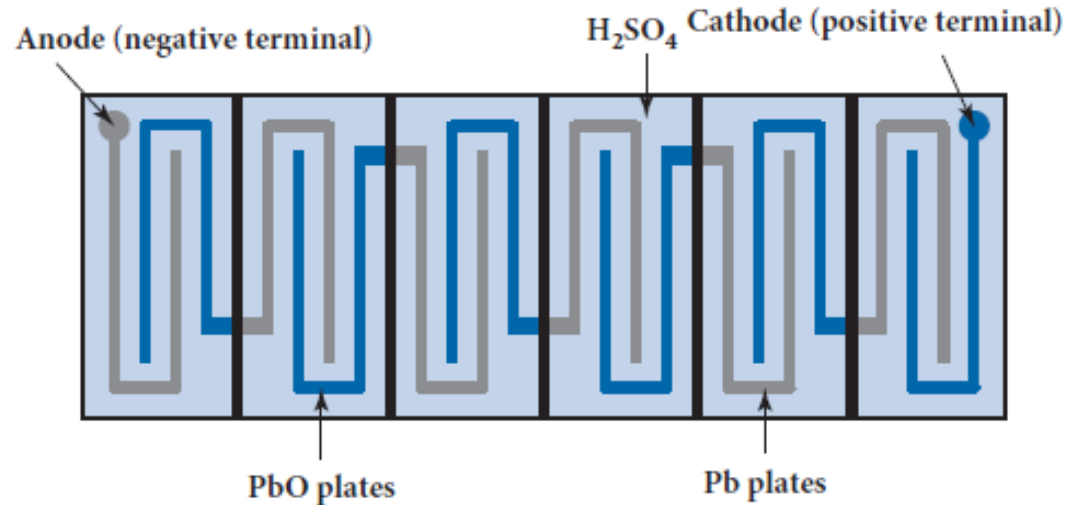 Anode (negative terminal)
H₂SO₄
Cathode (positive terminal)
PbO plates
Pb plates